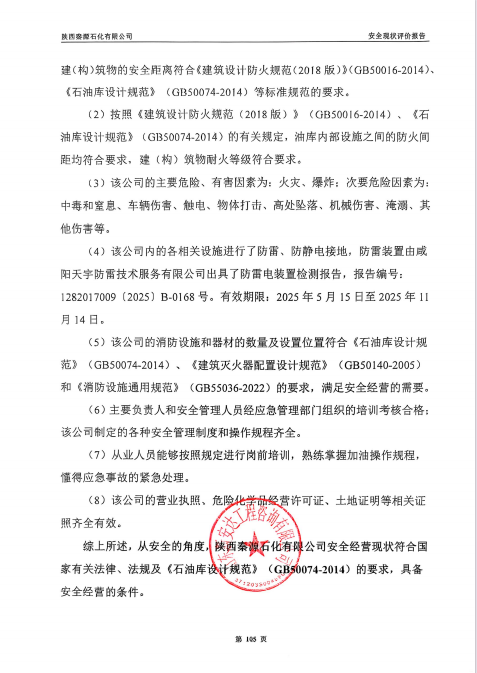 陕西秦源石化有限公司
安全现状评价报告
建(构)筑物的安全距离符合《建筑设计防火规范(2018 版)》(GB50016-2014)、
《石油库设计规范》（GB50074-2014）等标准规范的要求。
（2）按照《建筑设计防火规范（2018 版）》（GB50016-2014）、《石
油库设计规范》（GB50074-2014）的有关规定，油库内部设施之间的防火间
距均符合要求，建（构）筑物耐火等级符合要求。
（3）该公司的主要危险、有害因素为：火灾、爆炸；次要危险因素为：
中毒和窒息、车辆伤害、触电、物体打击、高处坠落、机械伤害、淹溺、其
他伤害等。
（4）该公司内的各相关设施进行了防雷、防静电接地，防雷装置由咸
阳天宇防雷技术服务有限公司出具了防雷电装置检测报告，报告编号：
1282017009〔2025〕B-0168 号。有效期限：2025 年 5 月 15 日至 2025 年 11
月 14 日。
（5）该公司的消防设施和器材的数量及设置位置符合《石油库设计规
范》（GB50074-2014）、《建筑灭火器配置设计规范》（GB50140-2005）
和《消防设施通用规范》（GB55036-2022）的要求，满足安全经营的需要。
（6）主要负责人和安全管理人员经应急管理部门组织的培训考核合格；
该公司制定的各种安全管理制度和操作规程齐全。
（7）从业人员能够按照规定进行岗前培训，熟练掌握加油操作规程，
懂得应急事故的紧急处理。
（8）该公司的营业执照、危险化学品经营许可证、土地证明等相关证
照齐全有效。
综上所述，从安全的角度，陕西秦源石化有限公司安全经营现状符合国
家有关法律、法规及《石油库设计规范》（GB50074-2014）的要求，具备
安全经营的条件。
安达工程咨询有限公司
第 105 页